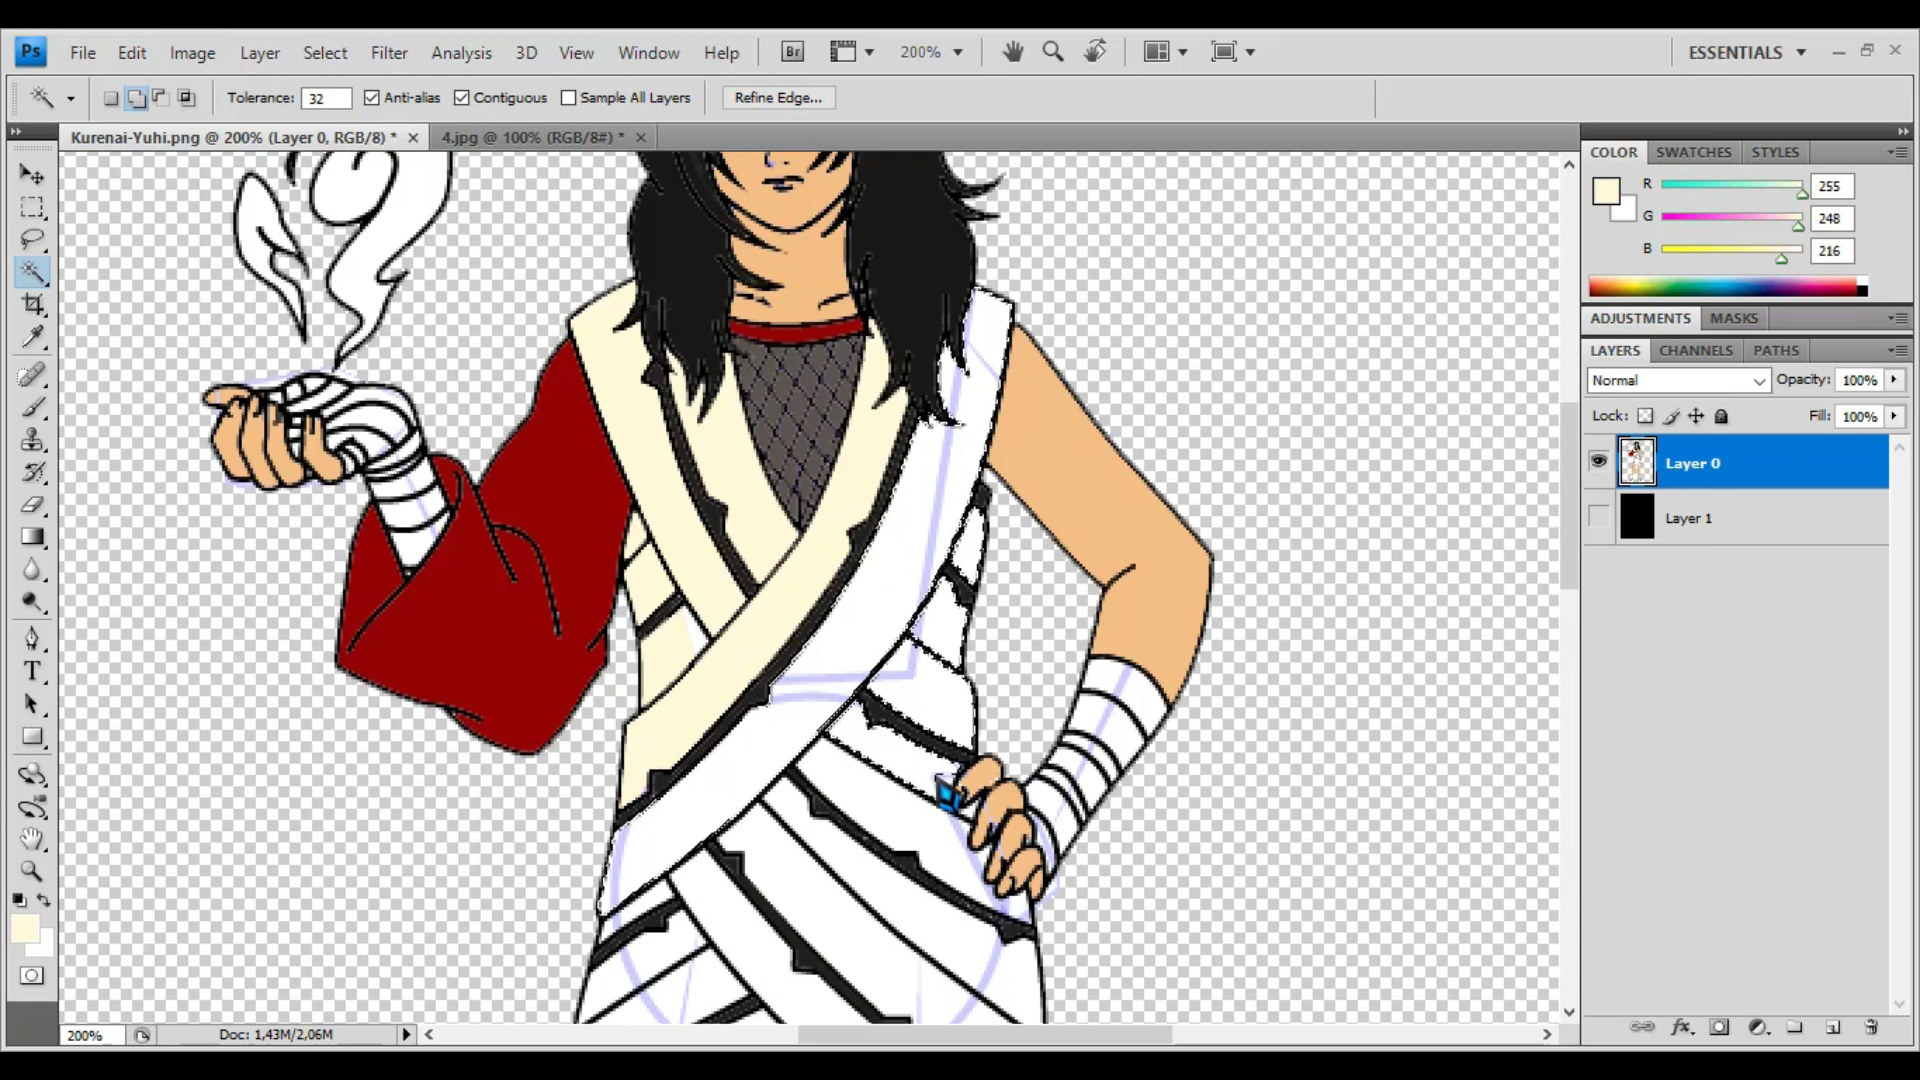 Ps File Edit Image Layer Select Filter Analysis 3D View Window Help Br 200% ESSENTIALS
Tolerance: 32 Anti-alias Contiguous Sample All Layers Refine Edge...
Kurenai-Yuhi.png @ 200% (Layer 0, RGB/8) * 4.jpg @ 100% (RGB/8#) *
COLOR SWATCHES STYLES
R 255
G 248
B 216
ADJUSTMENTS MASKS
LAYERS CHANNELS PATHS
Normal Opacity: 100%
Lock: Fill: 100%
Layer 0
Layer 1
T
fx
200% Doc: 1,43M/2,06M